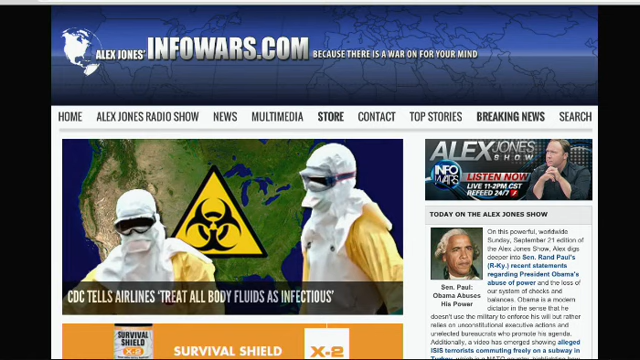 ALEX JONES' INFOWARS.COM BECAUSE THERE IS A WAR ON FOR YOUR MIND
HOME ALEX JONES RADIO SHOW NEWS MULTIMEDIA STORE CONTACT TOP STORIES BREAKING NEWS SEARCH
CDC TELLS AIRLINES 'TREAT ALL BODY FLUIDS AS INFECTIOUS'
SURVIVAL
SHIELD
X-2
SURVIVAL SHIELD
X-2
ALEX JONES
SHOW
INFO
WARS
LISTEN NOW
LIVE 11-2PM CST
REFEED 24/7
TODAY ON THE ALEX JONES SHOW
Sen. Paul:
Obama Abuses
His Power
On this powerful, worldwide
Sunday, September 21 edition of
the Alex Jones Show, Alex digs
deeper into Sen. Rand Paul's
(R-Ky.) recent statements
regarding President Obama's
abuse of power and the loss of
our system of checks and
balances. Obama is a modern
dictator in the sense that he
doesn't use the military to enforce his will but rather
relies on unconstitutional executive actions and
unelected bureaucrats who promote his agenda.
Additionally, a video has emerged showing alleged
ISIS terrorists commuting freely on a subway in